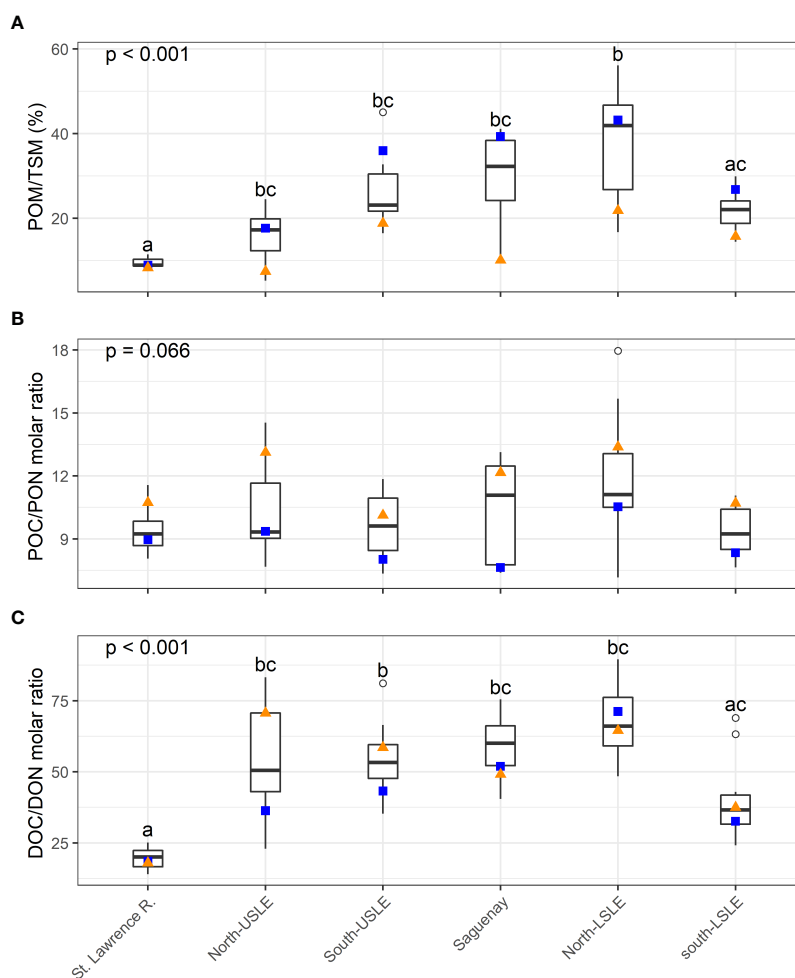 A
p < 0.001
a
bc
bc
bc
b
ac
60
40
20
POM/TSM (%)
B
p = 0.066
18
15
12
9
POC/PON molar ratio
C
p < 0.001
a
bc
b
bc
bc
ac
75
50
25
DOC/DON molar ratio
St. Lawrence R.
North-USLE
South-USLE
Saguenay
North-LSLE
south-LSLE